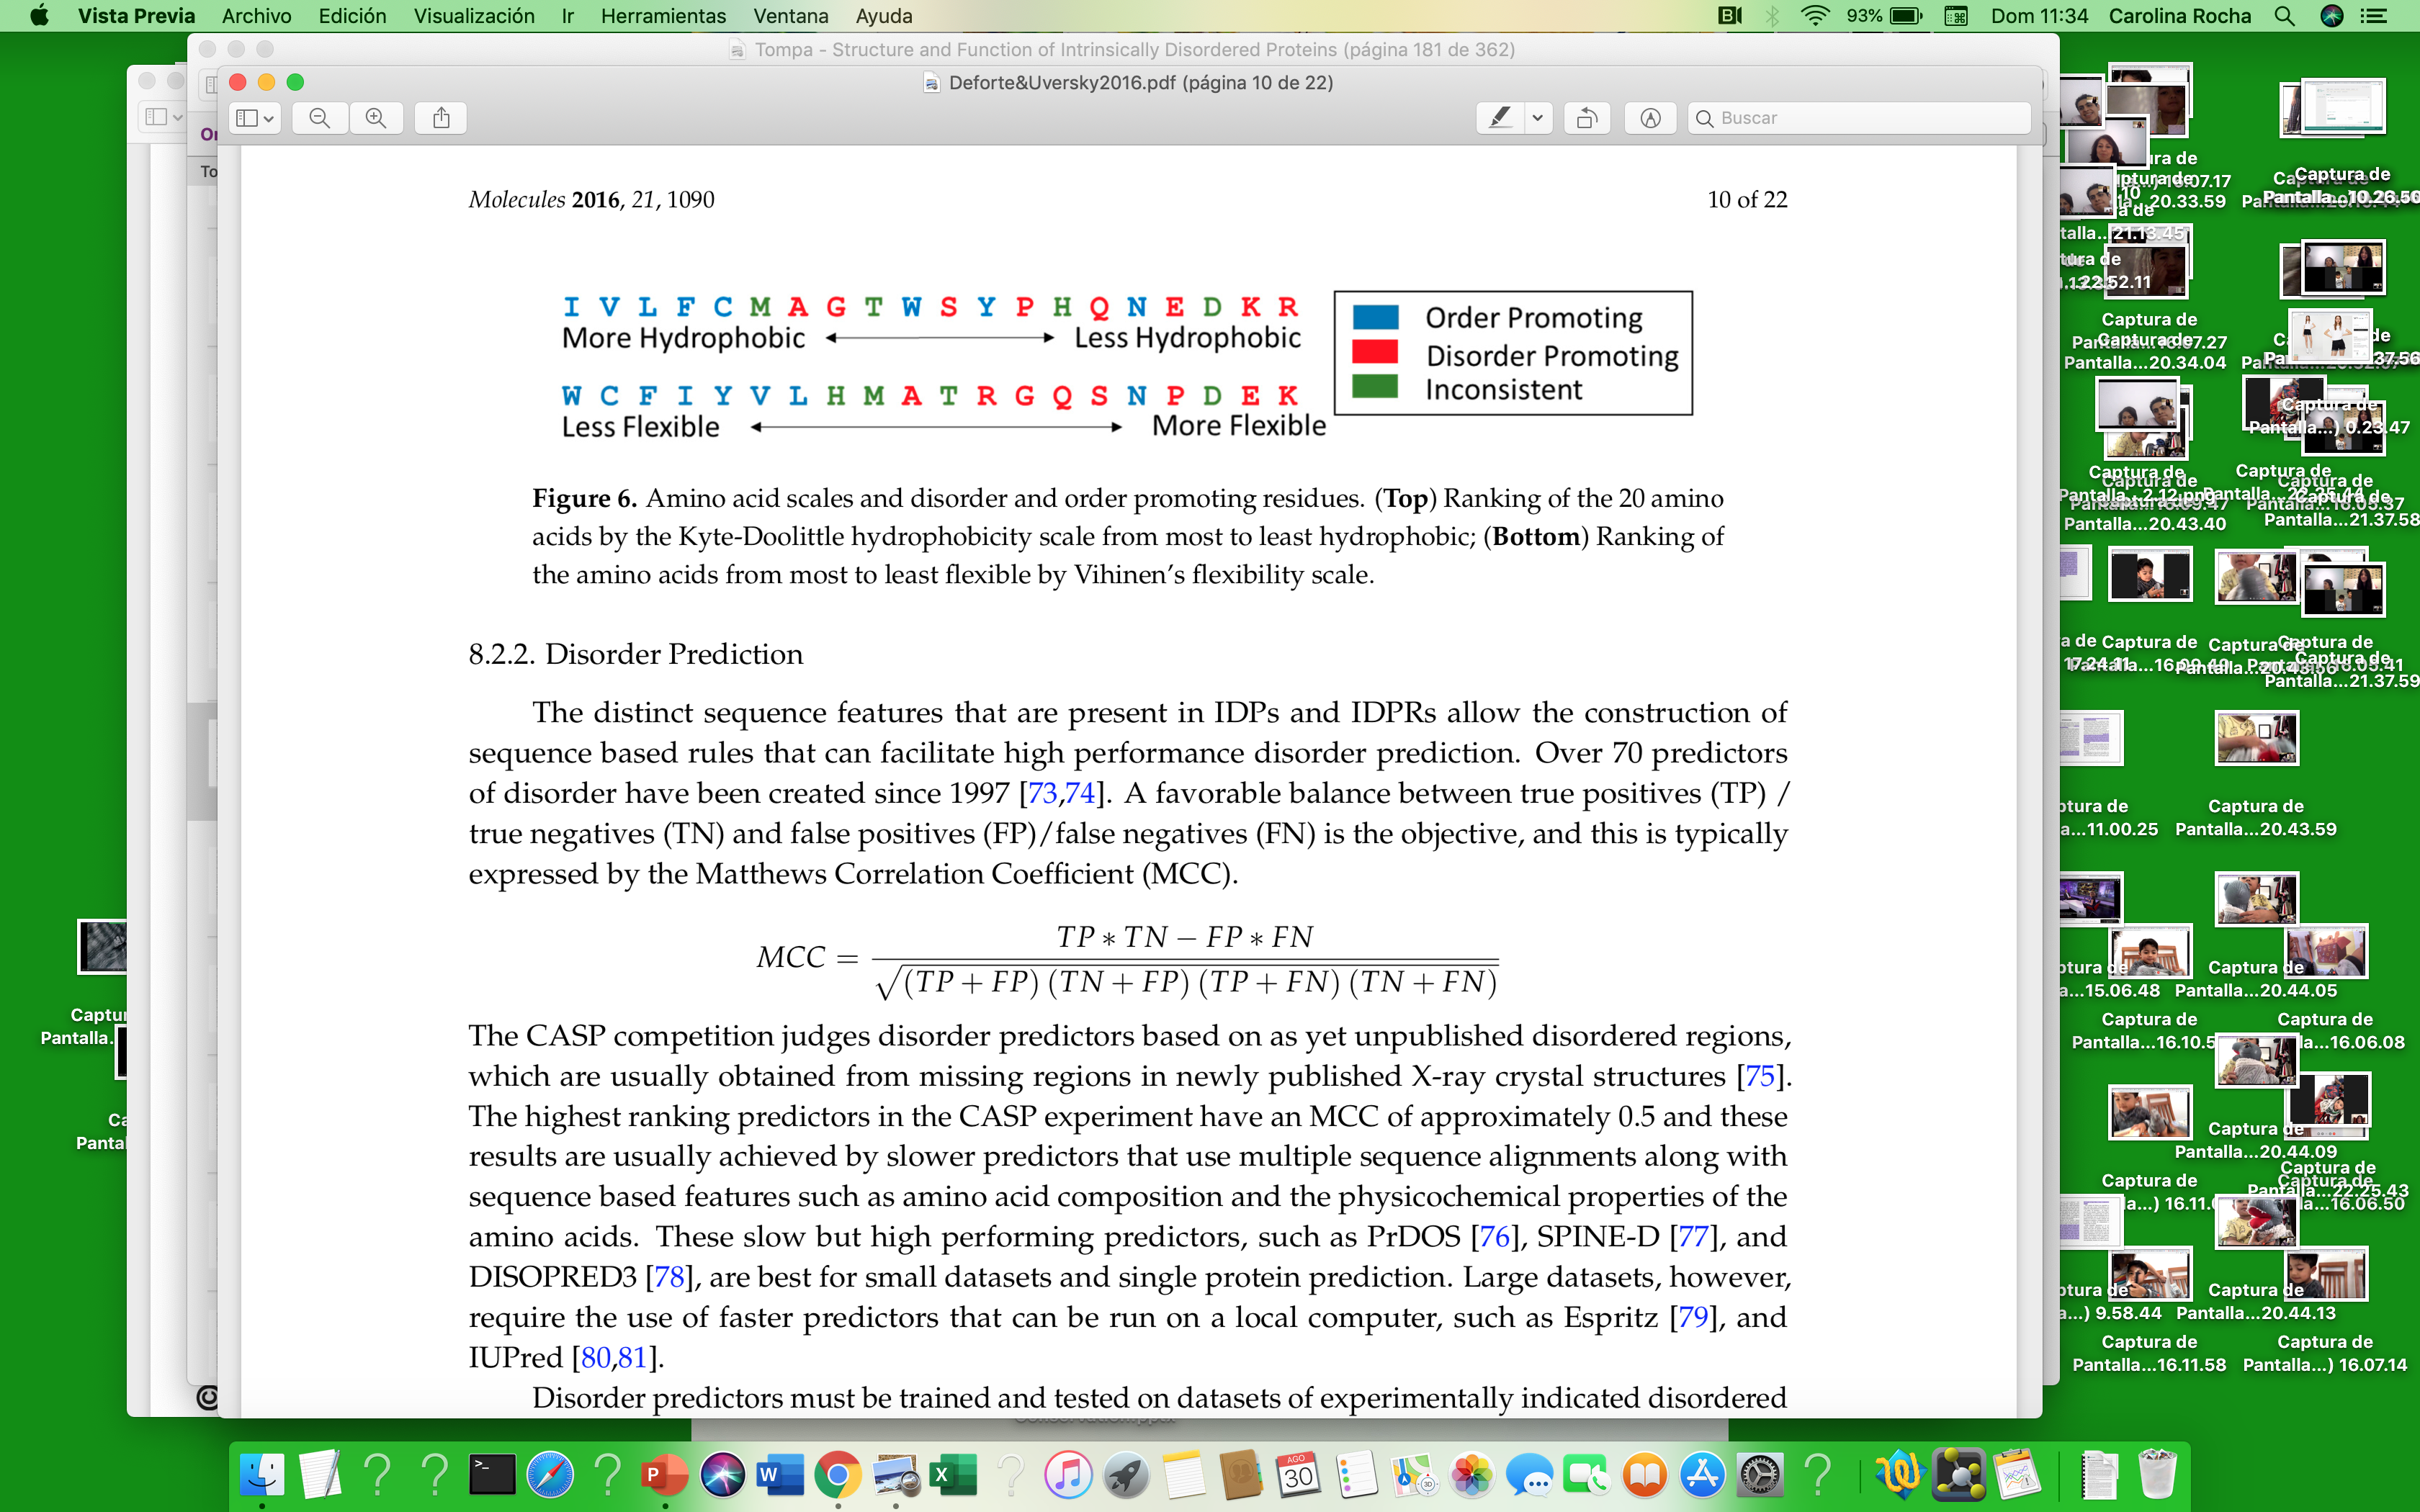 Vista Previa Archivo Edición Visualización Ir Herramientas Ventana Ayuda
93% Dom 11:34 Carolina Rocha
Tompa - Structure and Function of Intrinsically Disordered Proteins (página 181 de 362)
Deforte&Uversky2016.pdf (página 10 de 22)
Buscar
Molecules 2016, 21, 1090
10 of 22
I V L F C M A G T W S Y P H Q N E D K R
More Hydrophobic Less Hydrophobic
W C F I Y V L H M A T R G Q S N P D E K
Less Flexible More Flexible
Order Promoting
Disorder Promoting
Inconsistent
Figure 6. Amino acid scales and disorder and order promoting residues. (Top) Ranking of the 20 amino
acids by the Kyte-Doolittle hydrophobicity scale from most to least hydrophobic; (Bottom) Ranking of
the amino acids from most to least flexible by Vihinen’s flexibility scale.
8.2.2. Disorder Prediction
The distinct sequence features that are present in IDPs and IDPRs allow the construction of
sequence based rules that can facilitate high performance disorder prediction. Over 70 predictors
of disorder have been created since 1997 [73,74]. A favorable balance between true positives (TP) /
true negatives (TN) and false positives (FP)/false negatives (FN) is the objective, and this is typically
expressed by the Matthews Correlation Coefficient (MCC).
MCC = TP ∗ TN − FP ∗ FN
√(TP + FP) (TN + FP) (TP + FN) (TN + FN)
The CASP competition judges disorder predictors based on as yet unpublished disordered regions,
which are usually obtained from missing regions in newly published X-ray crystal structures [75].
The highest ranking predictors in the CASP experiment have an MCC of approximately 0.5 and these
results are usually achieved by slower predictors that use multiple sequence alignments along with
sequence based features such as amino acid composition and the physicochemical properties of the
amino acids. These slow but high performing predictors, such as PrDOS [76], SPINE-D [77], and
DISOPRED3 [78], are best for small datasets and single protein prediction. Large datasets, however,
require the use of faster predictors that can be run on a local computer, such as Espritz [79], and
IUPred [80,81].
Disorder predictors must be trained and tested on datasets of experimentally indicated disordered
Captura de
Pantalla...20.34.04
Captura de
Pantalla...20.43.40
Pantalla...21.37.58
Pantalla...21.37.59
Captura de
Pantalla...20.43.59
Captura de
Pantalla...20.44.05
Captura de
Pantalla...20.44.09
Captura de
Pantalla...20.44.13
Captura de
Pantalla...16.11.58
Captura de
Pantalla...) 16.07.14
AGO
30